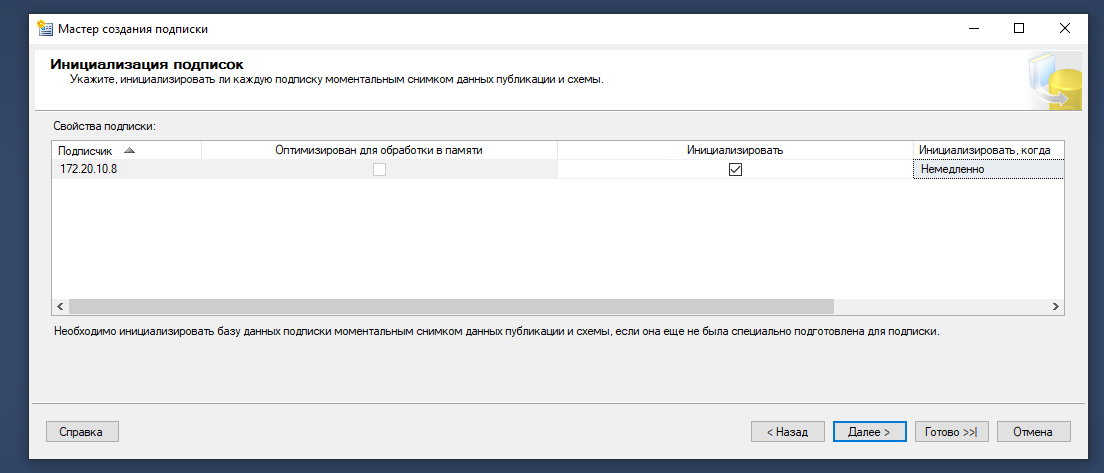 Мастер создания подписки
Инициализация подписок
Укажите, инициализировать ли каждую подписку моментальным снимком данных публикации и схемы.
Свойства подписки:
Подписчик Оптимизирован для обработки в памяти Инициализировать Инициализировать, когда
172.20.10.8 Немедленно
Необходимо инициализировать базу данных подписки моментальным снимком данных публикации и схемы, если она еще не была специально подготовлена для подписки.
Справка < Назад Далее > Готово >>| Отмена